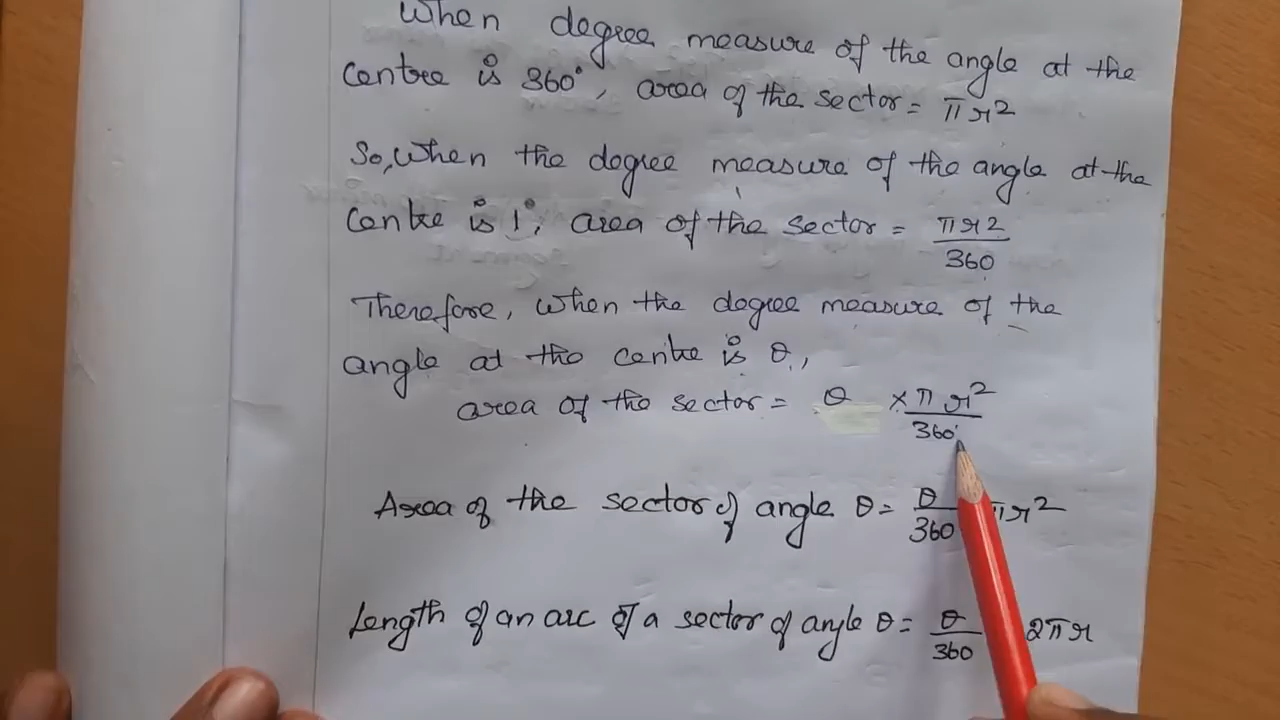 When degree measure of the angle at the
centre is 360°, area of the sector = πr²
So, when the degree measure of the angle at the
centre is 1°, area of the sector = πr²/360
Therefore, when the degree measure of the
angle at the centre is θ,
area of the sector = θ × πr²/360
Area of the sector of angle θ = θ/360 πr²
Length of an arc of a sector of angle θ = θ/360 2πr